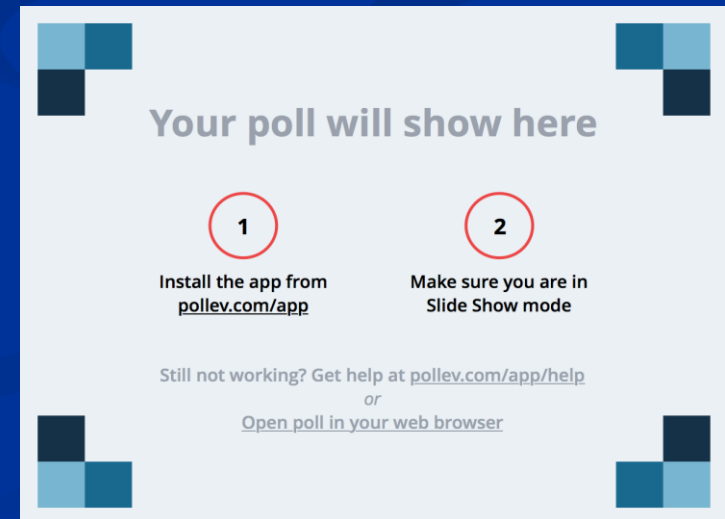 Your poll will show here
1
2
Install the app from
pollev.com/app
Make sure you are in
Slide Show mode
Still not working? Get help at pollev.com/app/help
or
Open poll in your web browser